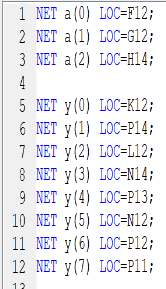 1 NET a(0) LOC=F12;
2 NET a(1) LOC=G12;
3 NET a(2) LOC=H14;
4
5 NET y(0) LOC=K12;
6 NET y(1) LOC=P14;
7 NET y(2) LOC=L12;
8 NET y(3) LOC=N14;
9 NET y(4) LOC=P13;
10 NET y(5) LOC=N12;
11 NET y(6) LOC=P12;
12 NET y(7) LOC=P11;